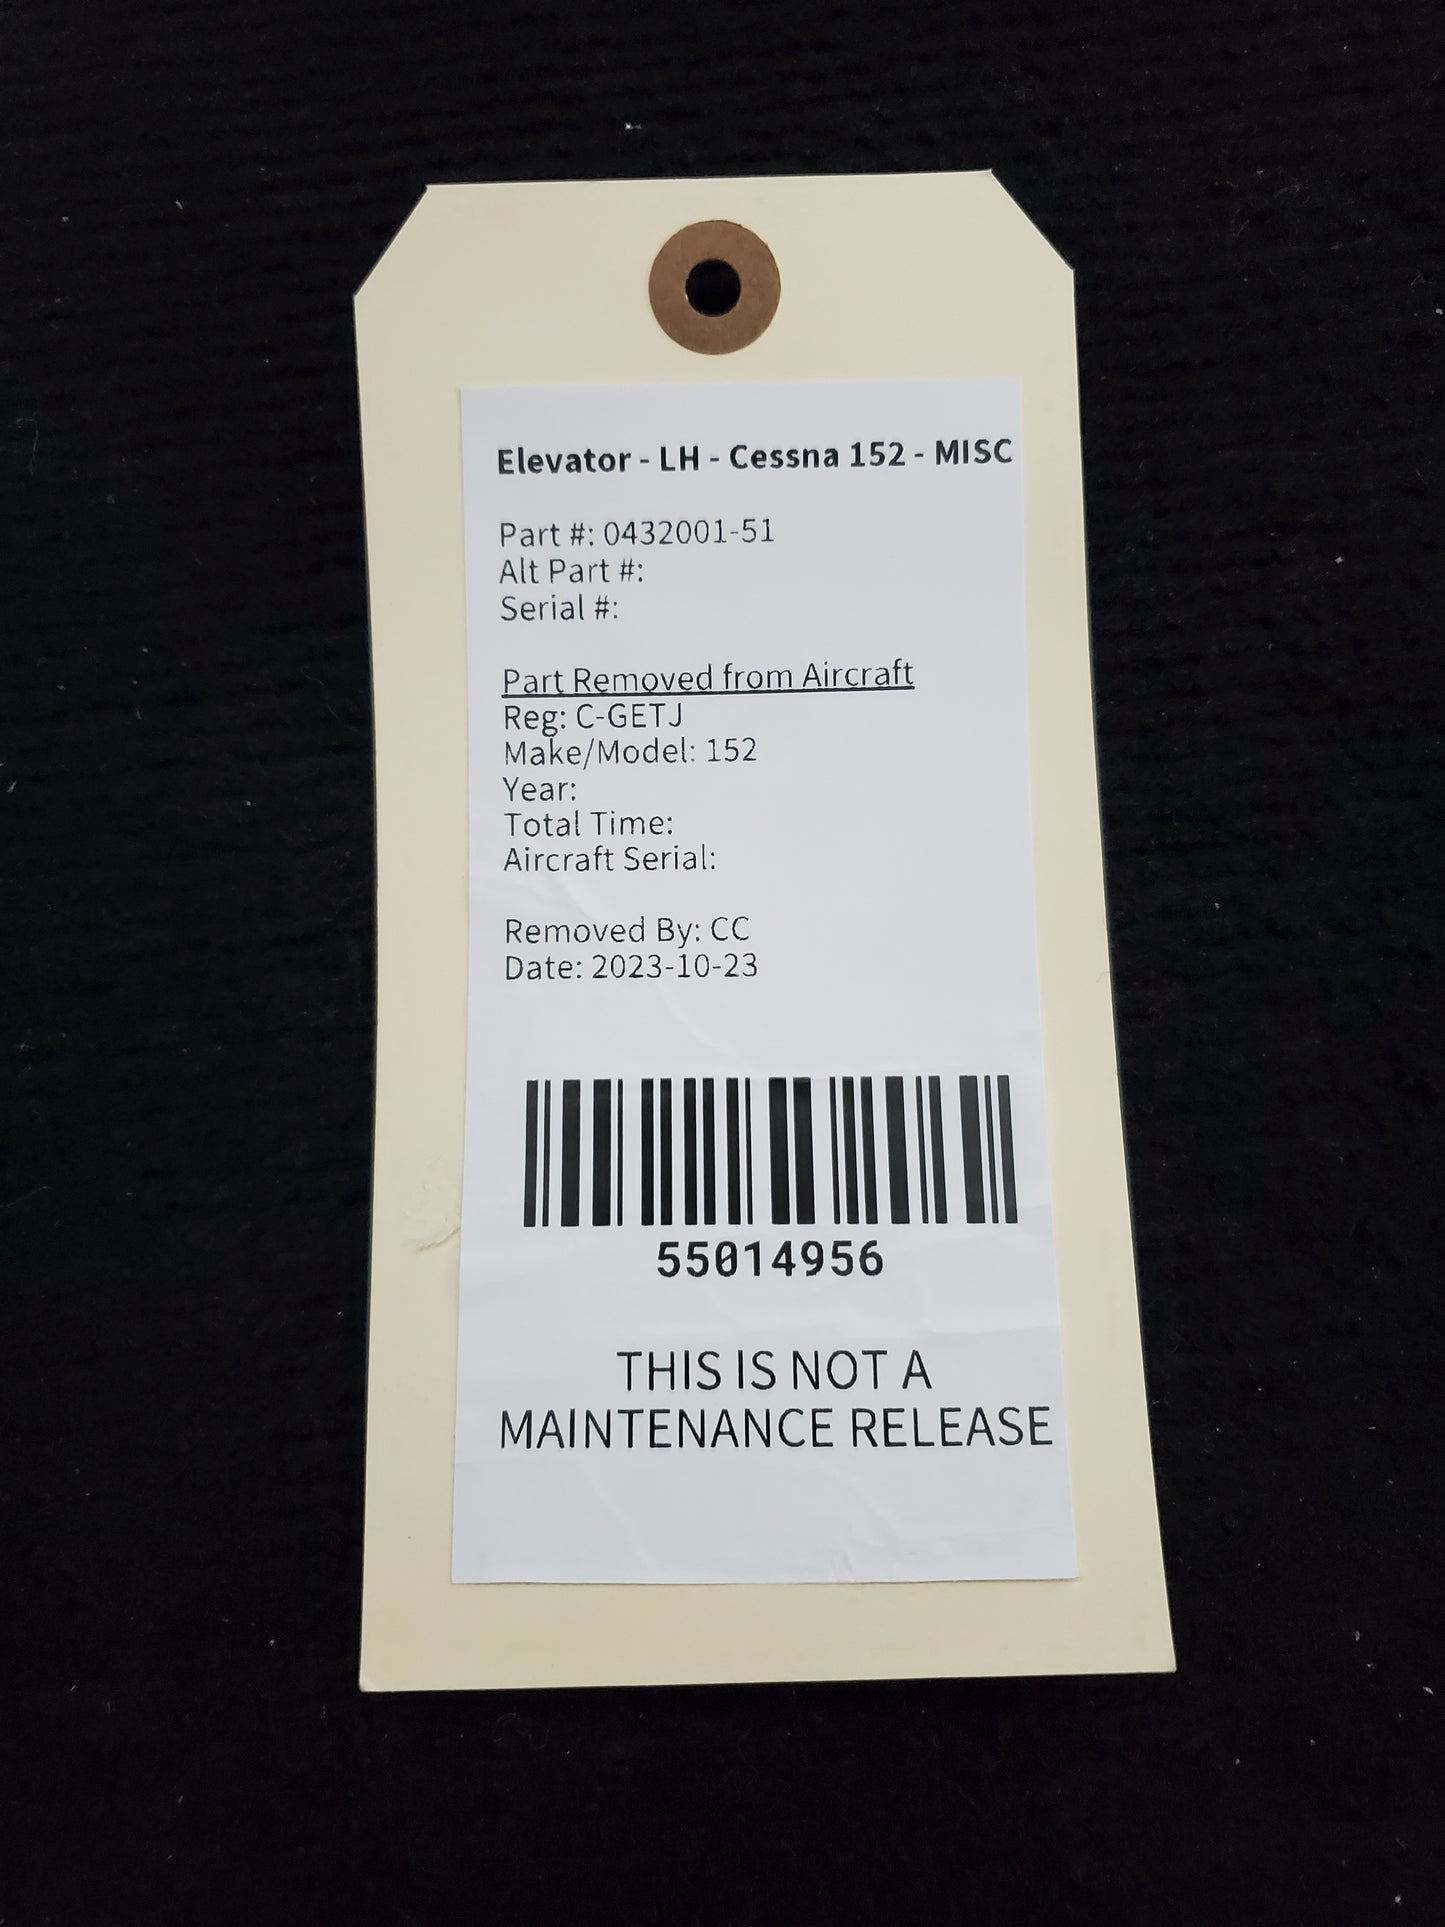 Elevator - LH - Cessna 152 - MISC
Part #: 0432001-51
Alt Part #:
Serial #:
Part Removed from Aircraft
Reg: C-GETJ
Make/Model: 152
Year:
Total Time:
Aircraft Serial:
Removed By: CC
Date: 2023-10-23
55014956
THIS IS NOT A
MAINTENANCE RELEASE